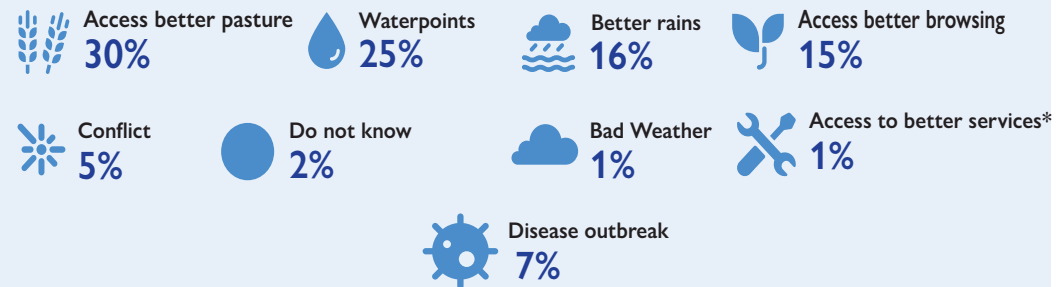 Access better pasture
30%
Waterpoints
25%
Better rains
16%
Access better browsing
15%
Conflict
5%
Do not know
2%
Bad Weather
1%
Access to better services*
1%
Disease outbreak
7%